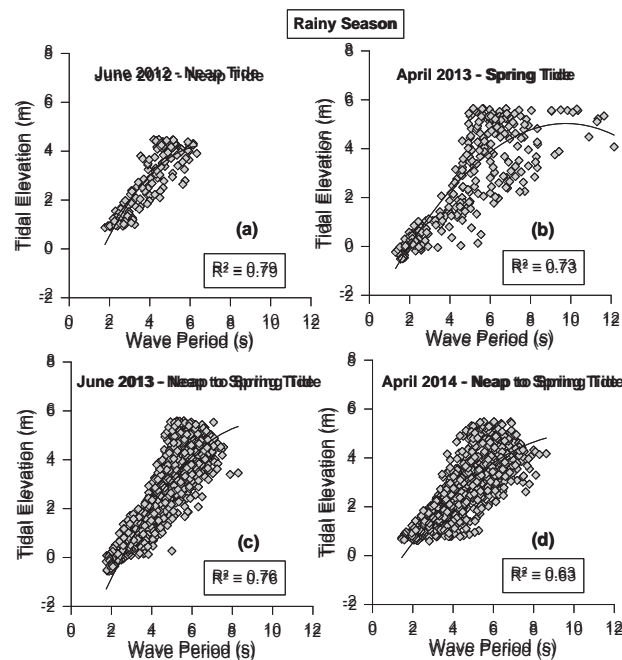 Rainy Season
June 2012 - Neap Tide
April 2013 - Spring Tide
8
6
4
2
0
-2
Tidal Elevation (m)
(a)
R² = 0.79
0 2 4 6 8 10 12
Wave Period (s)
8
6
4
2
0
-2
Tidal Elevation (m)
(b)
R² = 0.73
0 2 4 6 8 10 12
Wave Period (s)
June 2013 - Neap to Spring Tide
April 2014 - Neap to Spring Tide
8
6
4
2
0
-2
Tidal Elevation (m)
(c)
R² = 0.76
0 2 4 6 8 10 12
Wave Period (s)
8
6
4
2
0
-2
Tidal Elevation (m)
(d)
R² = 0.63
0 2 4 6 8 10 12
Wave Period (s)